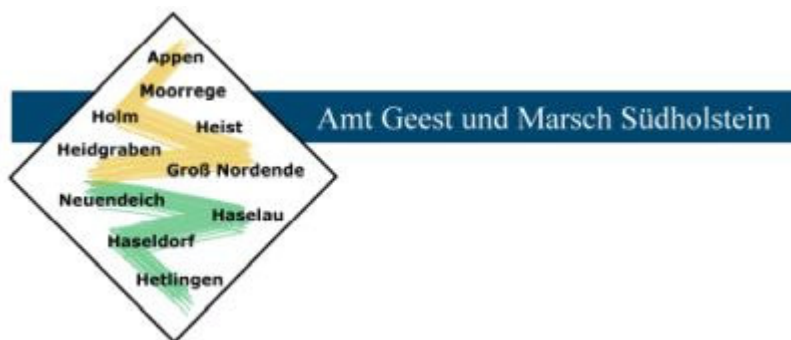 Appen
Moorrege
Holm
Heist
Heidgraben
Groß Nordende
Neuendeich
Haselau
Haseldorf
Hetlingen
Amt Geest und Marsch Südholstein